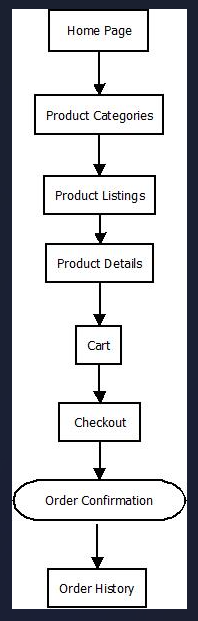 Home Page
Product Categories
Product Listings
Product Details
Cart
Checkout
Order Confirmation
Order History